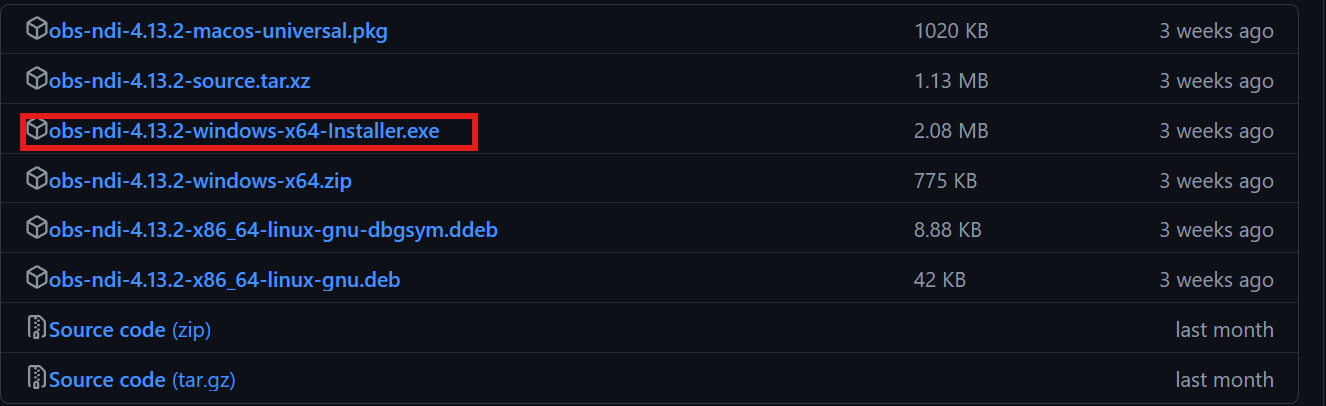 obs-ndi-4.13.2-macos-universal.pkg 1020 KB 3 weeks ago
obs-ndi-4.13.2-source.tar.xz 1.13 MB 3 weeks ago
obs-ndi-4.13.2-windows-x64-Installer.exe 2.08 MB 3 weeks ago
obs-ndi-4.13.2-windows-x64.zip 775 KB 3 weeks ago
obs-ndi-4.13.2-x86_64-linux-gnu-dbgsym.ddeb 8.88 KB 3 weeks ago
obs-ndi-4.13.2-x86_64-linux-gnu.deb 42 KB 3 weeks ago
Source code (zip) last month
Source code (tar.gz) last month